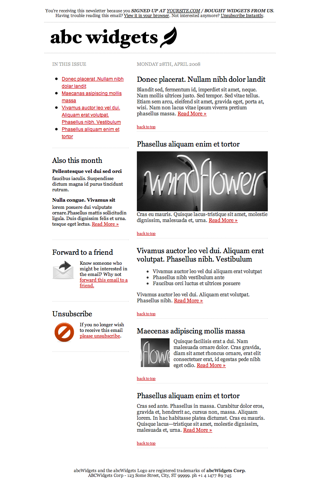 You're receiving this newsletter because you SIGNED UP AT YOURSITE.COM / BOUGHT WIDGETS FROM US.
Having trouble reading this email? View it in your browser. Not interested anymore? Unsubscribe Instantly.
abc widgets
IN THIS ISSUE
Donec placerat. Nullam nibh
dolor landit
Maecenas adipiscing mollis
massa
Vivamus auctor leo vel dui.
Aliquam erat volutpat.
Phasellus nibh. Vestibulum
Phasellus aliquam enim et
tortor
Also this month
Pellentesque vel dui sed orci
faucibus iaculis. Suspendisse
dictum magna id purus tincidunt
rutrum.
Nulla congue. Vivamus sit
lorem posuere dui vulputate
ornare.Phasellus mattis sollicitudin
ligula. Duis dignissim felis et urna.
teque eget lectus. Read More »
Forward to a friend
Know someone who
might be interested in
the email? Why not
forward this email to a
friend.
Unsubscribe
If you no longer wish
to receive this email
please unsubscribe.
MONDAY 28TH, APRIL, 2008
Donec placerat. Nullam nibh dolor landit
Blandit sed, fermentum id, imperdiet sit amet, neque.
Nam mollis ultrices justo. Sed tempor. Sed vitae tellus.
Etiam sem arcu, eleifend sit amet, gravida eget, porta at,
wisi. Nam non lacus vitae ipsum viverra pretium
phasellus massa. Read More »
back to top
Phasellus aliquam enim et tortor
windflower
Cras eu mauris. Quisque lacus-tristique sit amet, molestie
dignissim, malesuada et, urna. Read More »
back to top
Vivamus auctor leo vel dui. Aliquam erat
volutpat. Phasellus nibh. Vestibulum
Vivamus auctor leo vel dui aliquam erat volutpat
Phasellus nibh vestibulum ante
Faucibus orci luctus et ultrices posuere
Vivamus auctor leo vel dui. Aliquam erat volutpat.
Phasellus nibh. Read More »
back to top
Maecenas adipiscing mollis massa
flow
Quisque facilisis erat a dui. Nam
malesuada ornare dolor. Cras gravida,
diam sit amet rhoncus ornare, erat elit
consectetuer erat, id egestas pede nibh
eget odio. Read More »
back to top
Phasellus aliquam enim et tortor
Cras sed ante. Phasellus in massa. Curabitur dolor eros,
gravida et, hendrerit ac, cursus non, massa. Aliquam
lorem. In hac habitasse platea dictumst. Cras eu mauris.
Quisque lacus—tristique sit amet, molestie dignissim,
malesuada et, urna. Read More »
back to top
abcWidgets and the abcWidgets Logo are registered trademarks of abcWidgets Corp.
ABCWidgets Corp - 123 Some Street, City, ST 99999. ph +1 4 1477 89 745